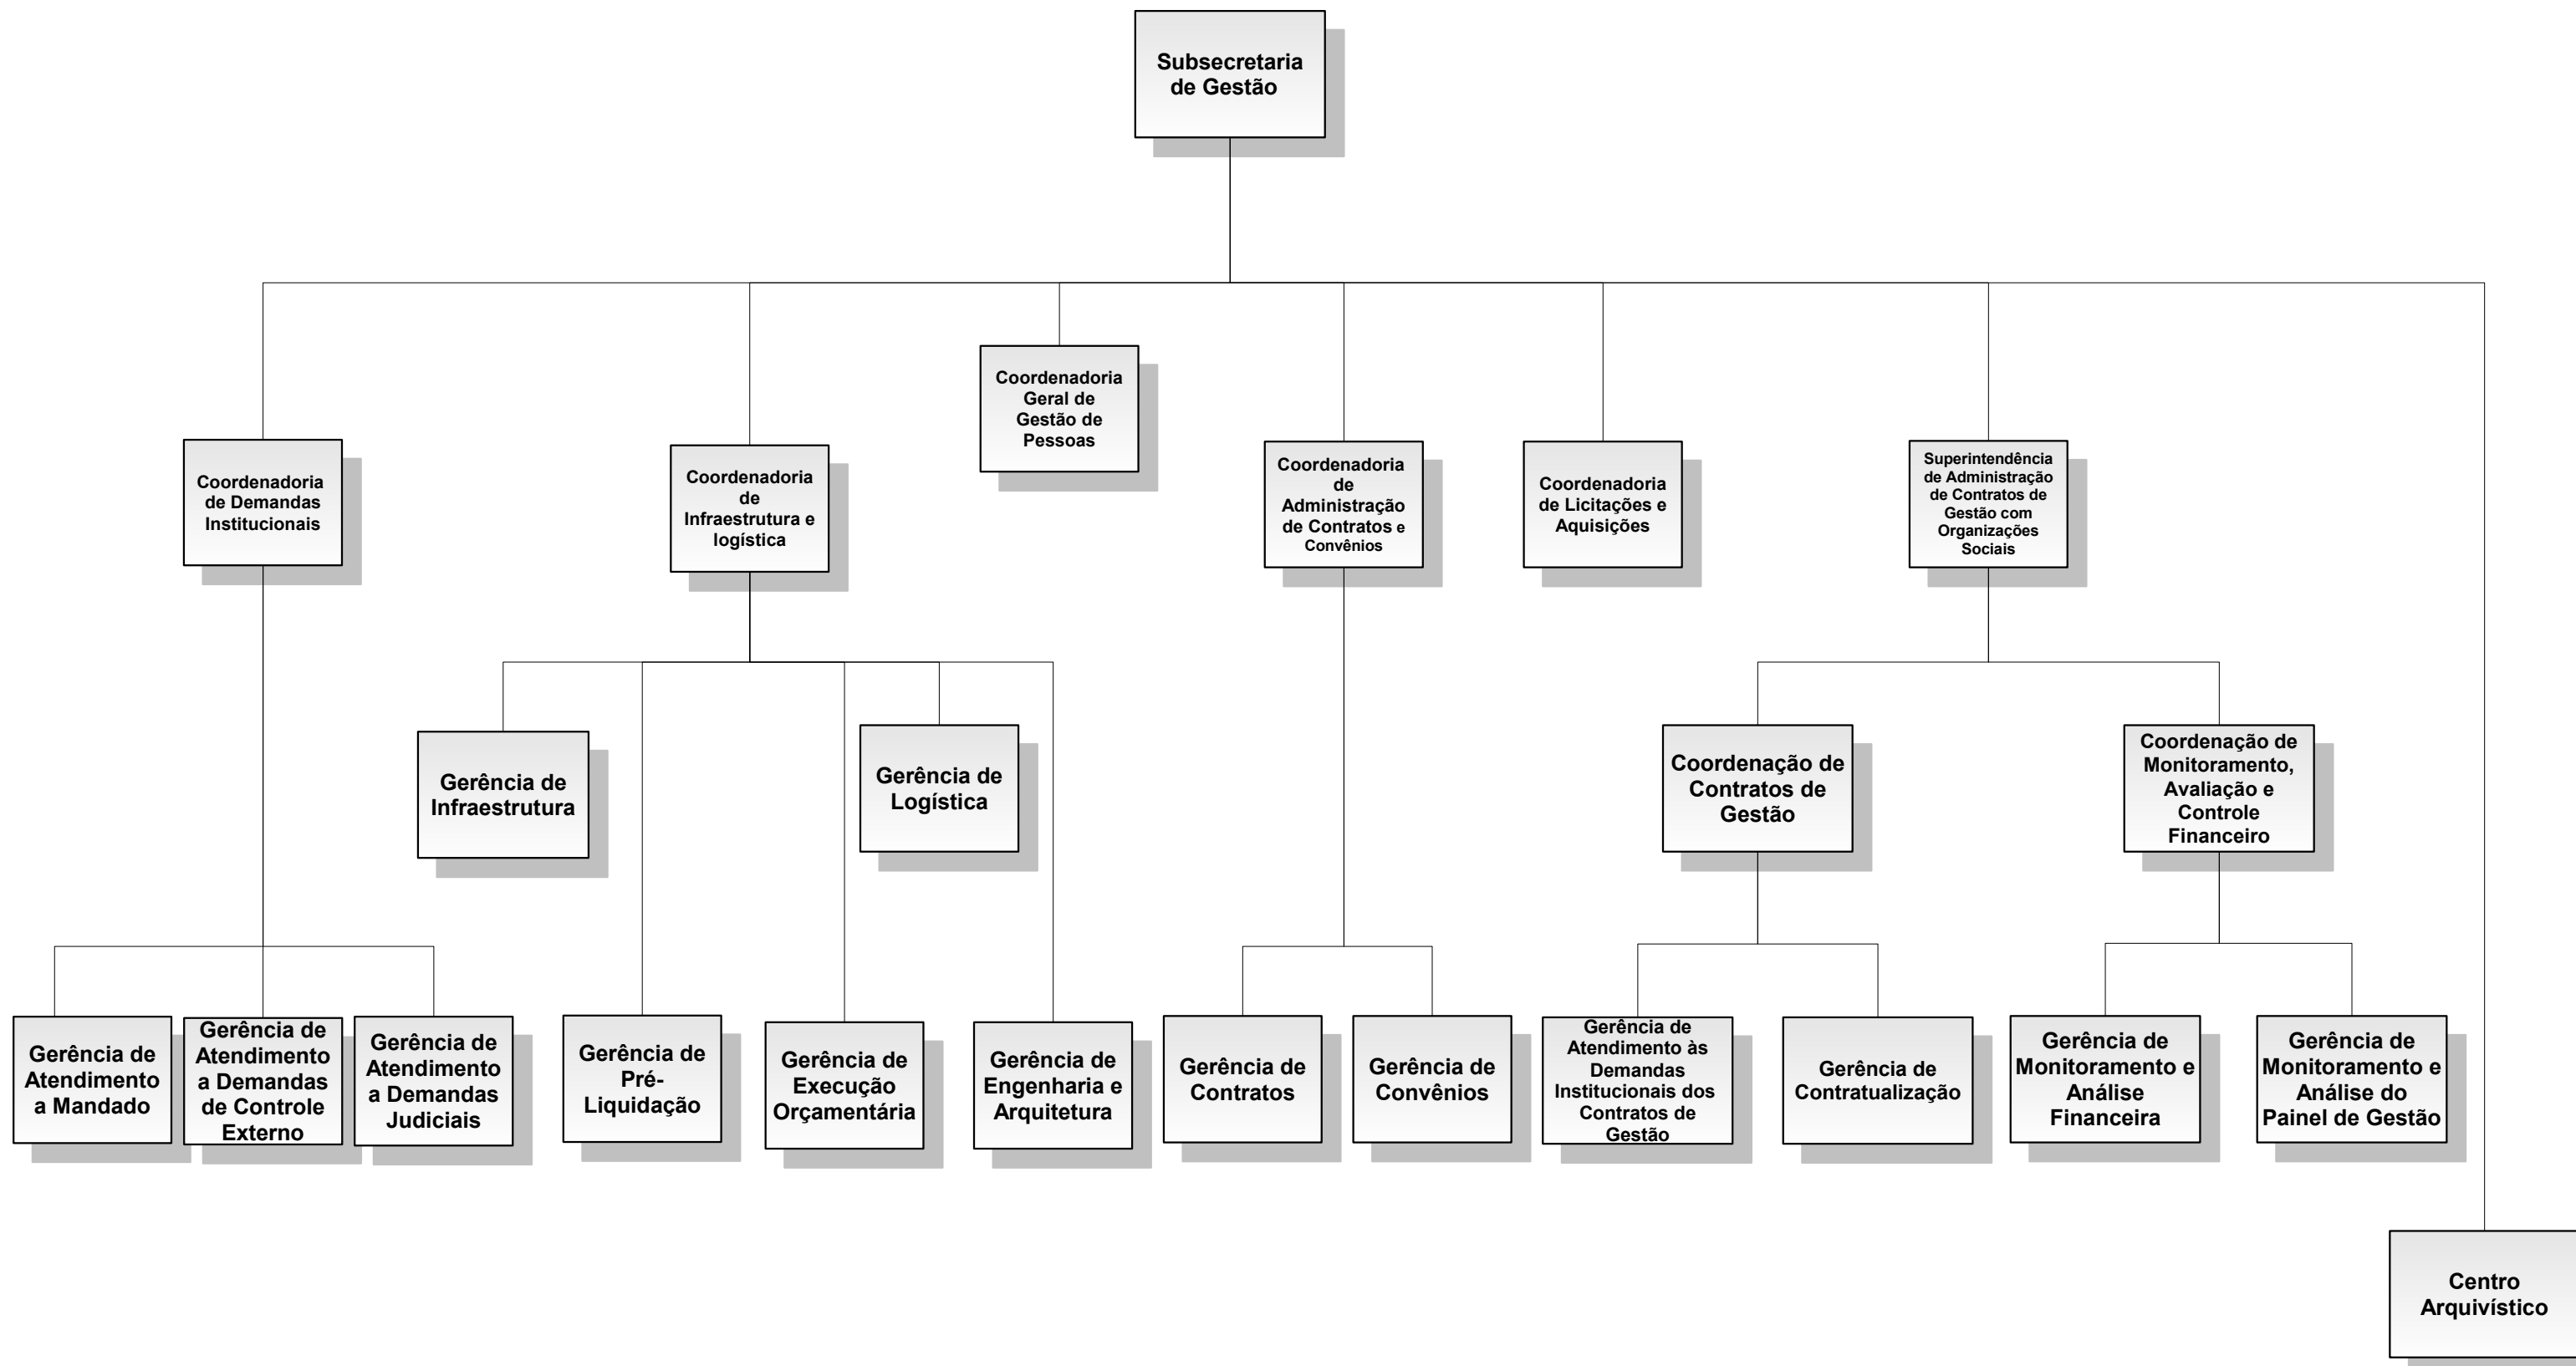 Subsecretaria
de Gestão
Coordenadoria
Geral de
Gestão de
Pessoas
Coordenadoria
de Demandas
Institucionais
Coordenadoria
de
Infraestrutura e
logística
Coordenadoria
de
Administração
de Contratos e
Convênios
Coordenadoria
de Licitações e
Aquisições
Superintendência
de Administração
de Contratos de
Gestão com
Organizações
Sociais
Gerência de
Infraestrutura
Gerência de
Logística
Coordenação de
Contratos de
Gestão
Coordenação de
Monitoramento,
Avaliação e
Controle
Financeiro
Gerência de
Atendimento
a Mandado
Gerência de
Atendimento
a Demandas
de Controle
Externo
Gerência de
Atendimento
a Demandas
Judiciais
Gerência de
Pré-
Liquidação
Gerência de
Execução
Orçamentária
Gerência de
Engenharia e
Arquitetura
Gerência de
Contratos
Gerência de
Convênios
Gerência de
Atendimento às
Demandas
Institucionais dos
Contratos de
Gestão
Gerência de
Contratualização
Gerência de
Monitoramento e
Análise
Financeira
Gerência de
Monitoramento e
Análise do
Painel de Gestão
Centro
Arquivístico